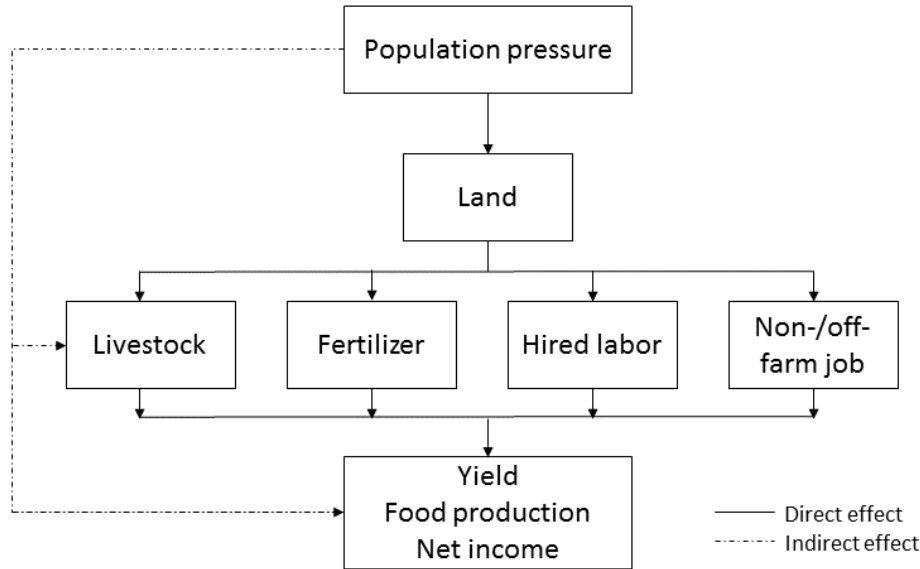 Population pressure
Land
Livestock
Fertilizer
Hired labor
Non-/off-
farm job
Yield
Food production
Net income
Direct effect
Indirect effect